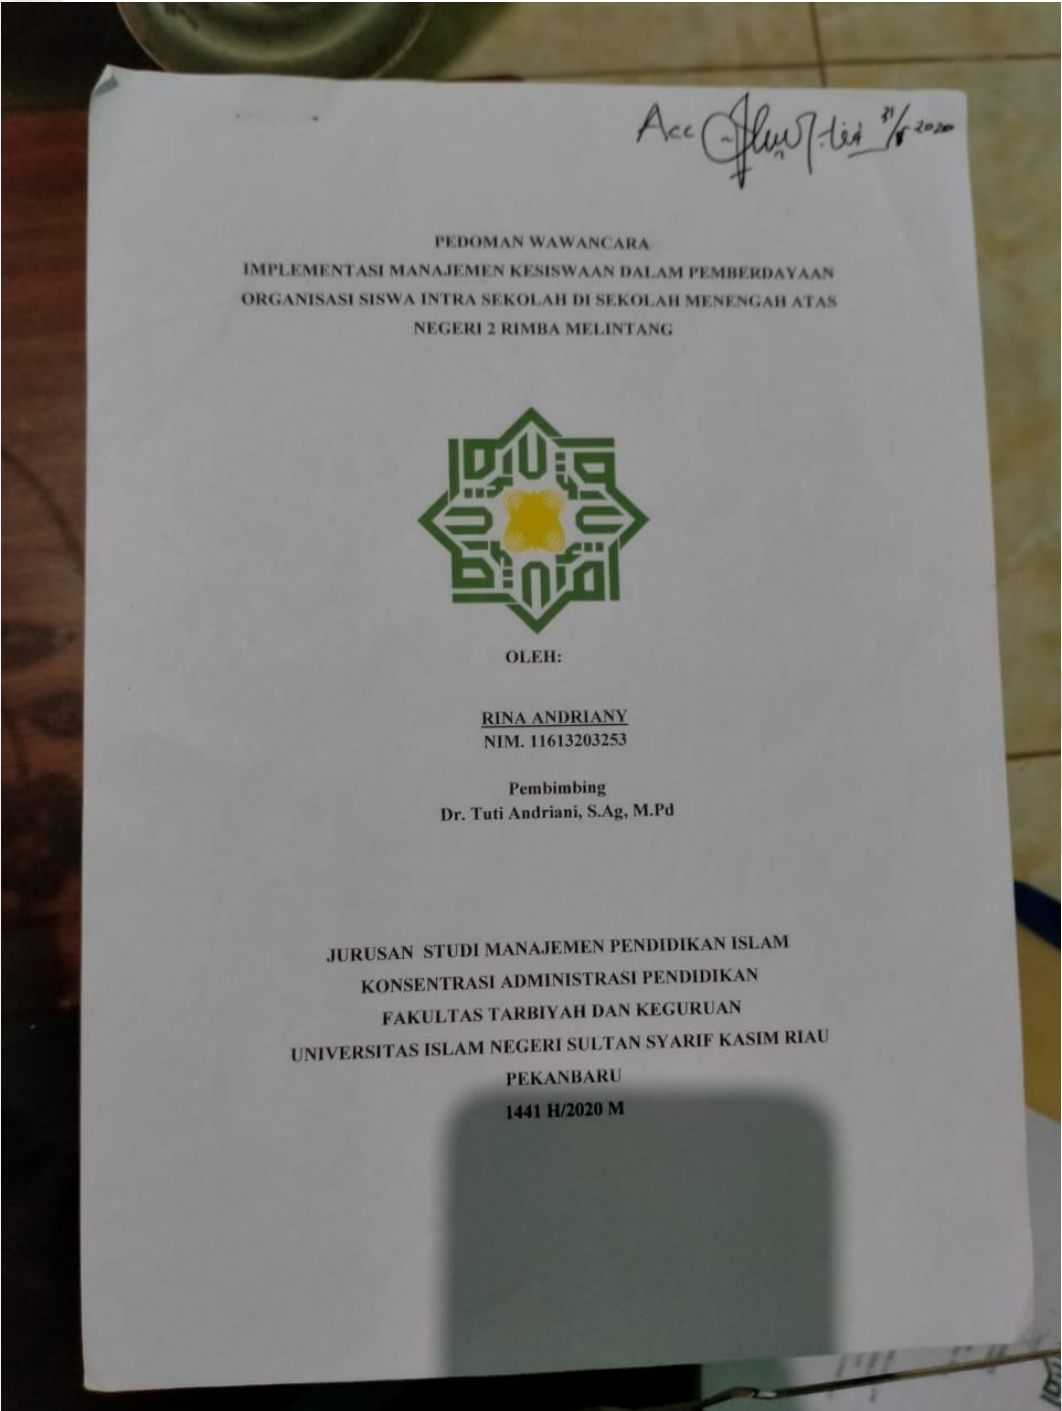 Acc
PEDOMAN WAWANCARA
IMPLEMENTASI MANAJEMEN KESISWAAN DALAM PEMBERDAYAAN
ORGANISASI SISWA INTRA SEKOLAH DI SEKOLAH MENENGAH ATAS
NEGERI 2 RIMBA MELINTANG
OLEH:
RINA ANDRIANY
NIM. 11613203253
Pembimbing
Dr. Tuti Andriani, S.Ag, M.Pd
JURUSAN STUDI MANAJEMEN PENDIDIKAN ISLAM
KONSENTRASI ADMINISTRASI PENDIDIKAN
FAKULTAS TARBIYAH DAN KEGURUAN
UNIVERSITAS ISLAM NEGERI SULTAN SYARIF KASIM RIAU
PEKANBARU
1441 H/2020 M